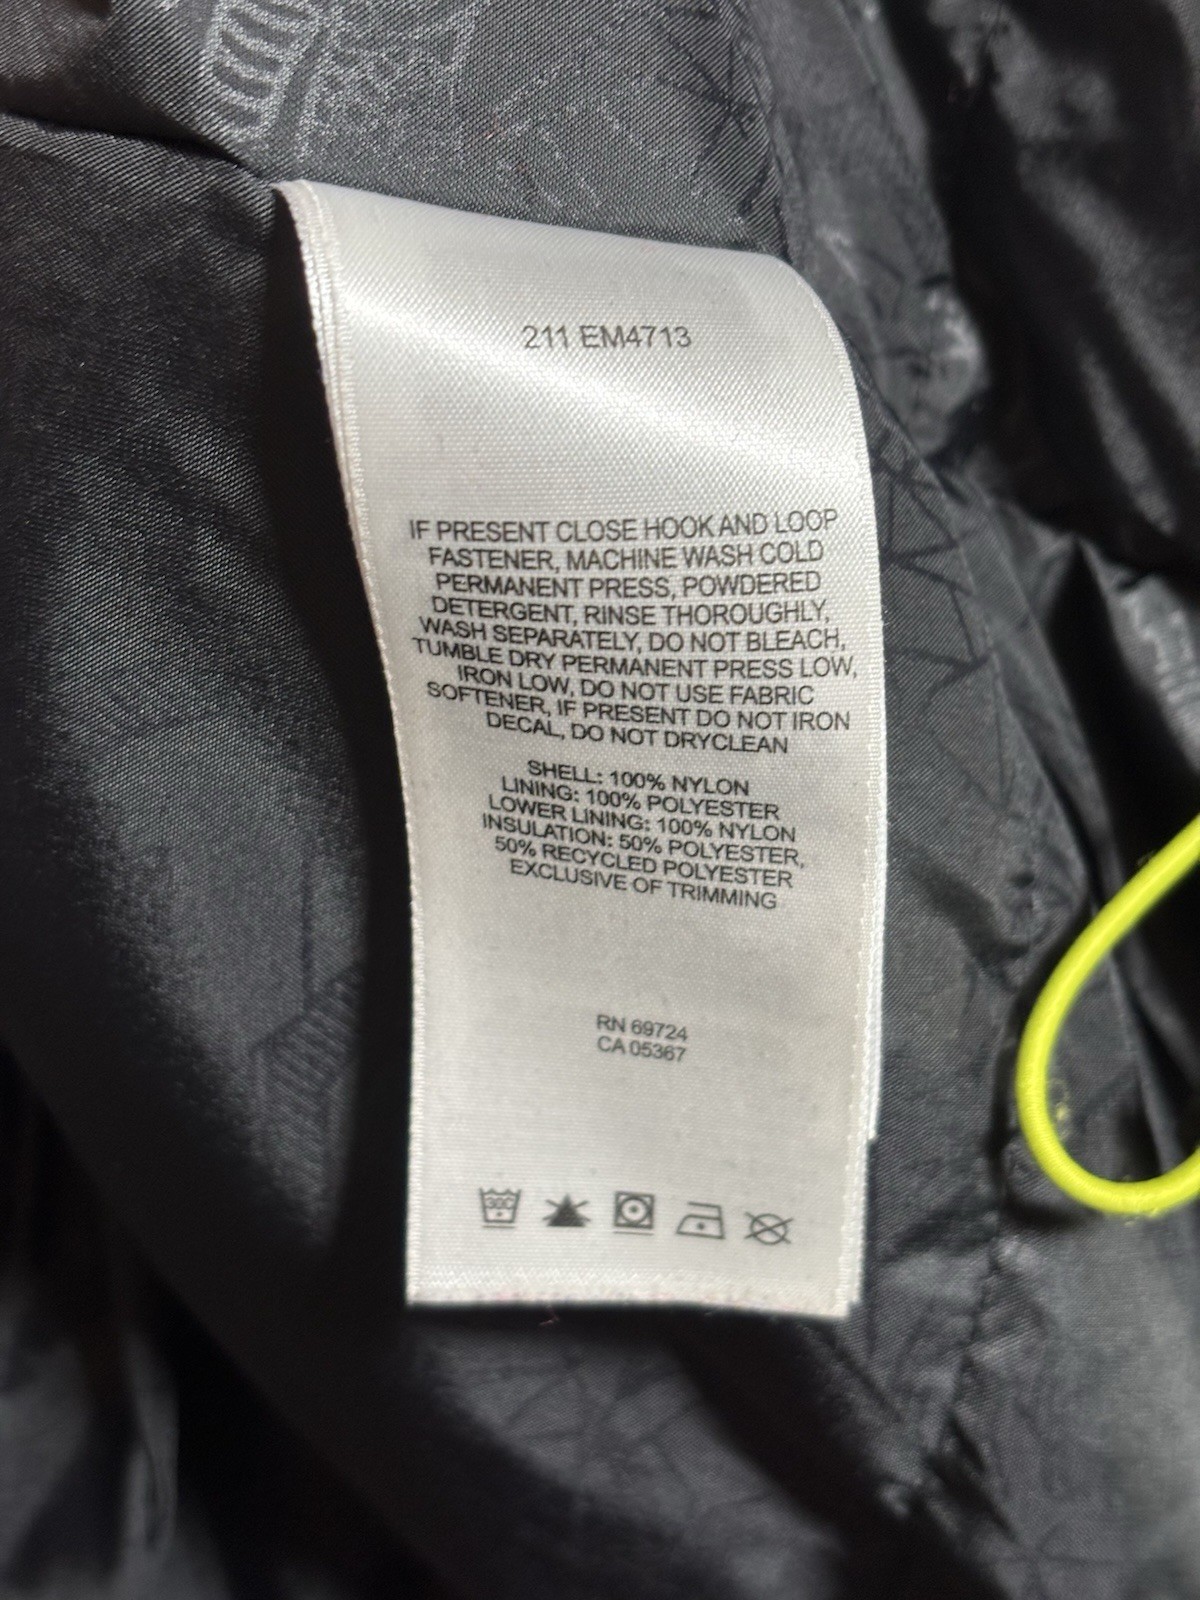 211 EM4713
IF PRESENT CLOSE HOOK AND LOOP
FASTENER, MACHINE WASH COLD
PERMANENT PRESS, POWDERED
DETERGENT, RINSE THOROUGHLY,
WASH SEPARATELY, DO NOT BLEACH,
TUMBLE DRY PERMANENT PRESS LOW,
IRON LOW, DO NOT USE FABRIC
SOFTENER, IF PRESENT DO NOT IRON
DECAL, DO NOT DRYCLEAN
SHELL: 100% NYLON
LINING: 100% POLYESTER
LOWER LINING: 100% NYLON
INSULATION: 50% POLYESTER,
50% RECYCLED POLYESTER
EXCLUSIVE OF TRIMMING
RN 69724
CA 05367
30C